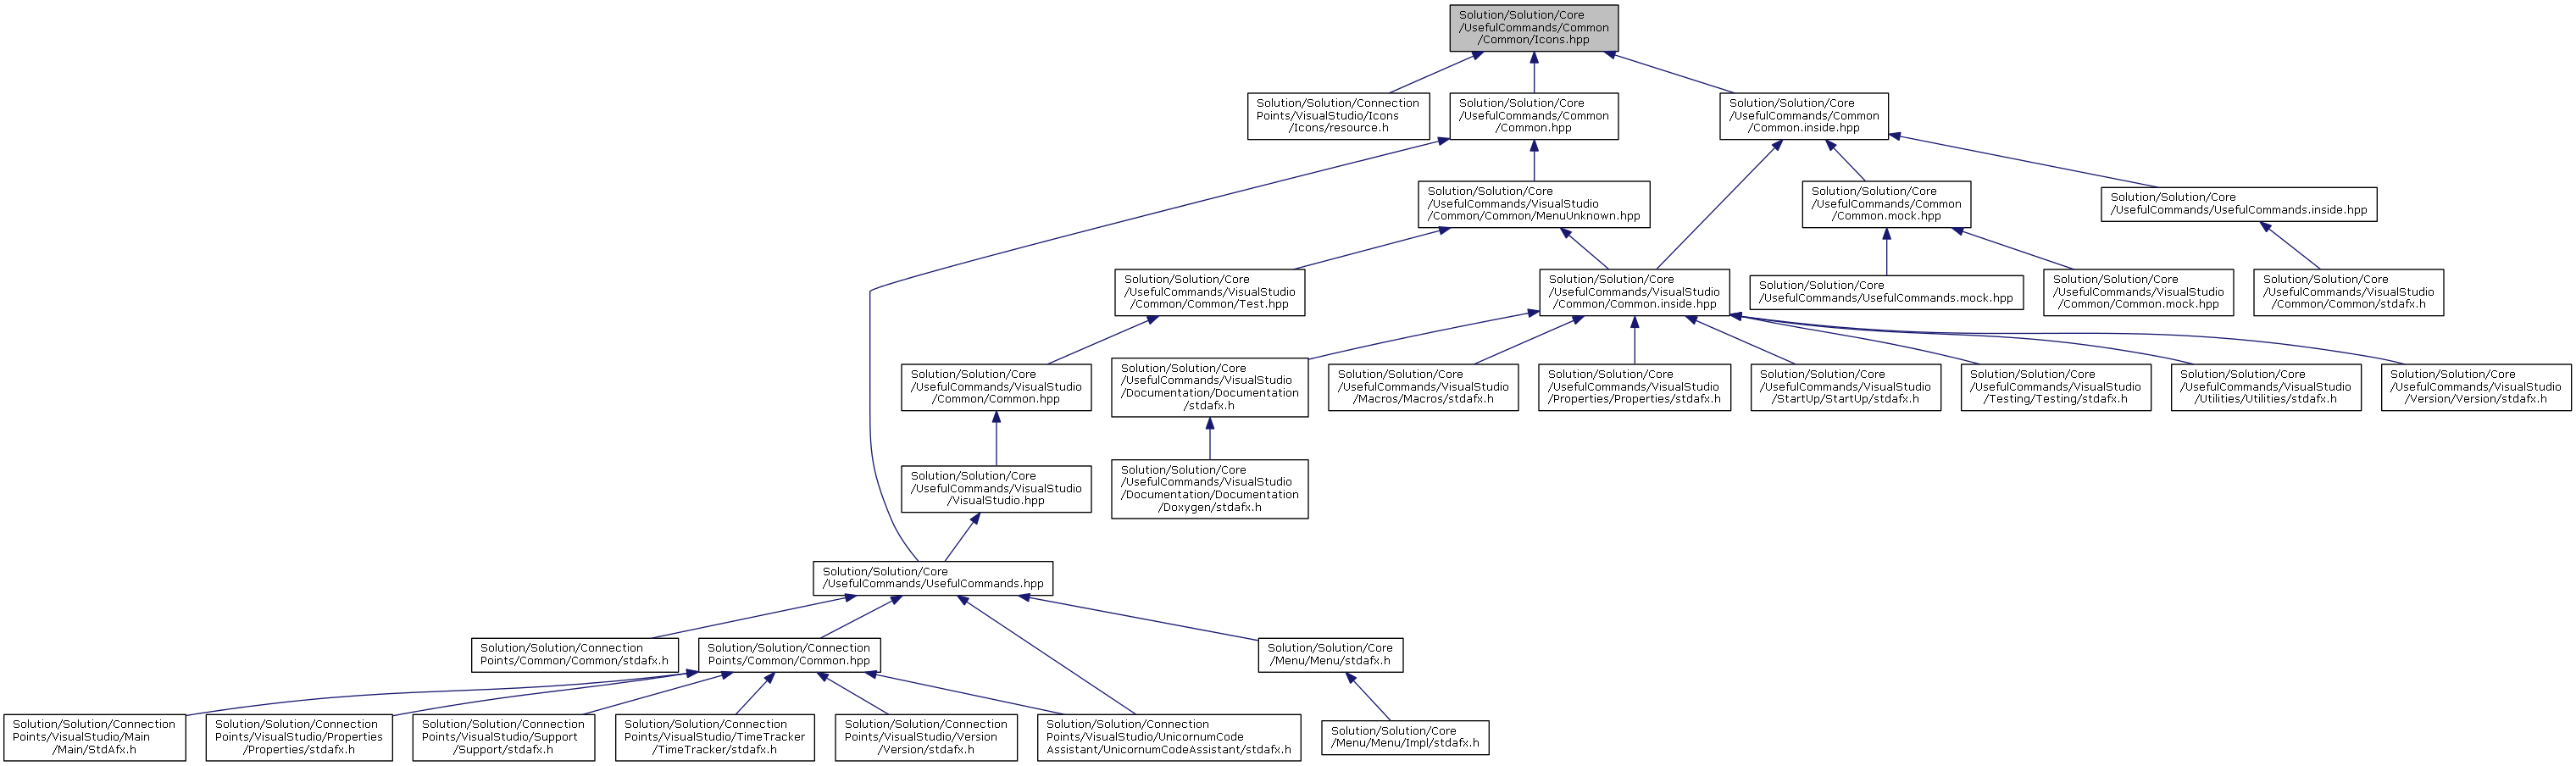 Solution/Solution/Core
/UsefulCommands/Common
/Common/Icons.hpp
Solution/Solution/Connection
Points/VisualStudio/Icons
/Icons/resource.h
Solution/Solution/Core
/UsefulCommands/Common
/Common.hpp
Solution/Solution/Core
/UsefulCommands/Common
/Common.inside.hpp
Solution/Solution/Core
/UsefulCommands/VisualStudio
/Common/Common/MenuUnknown.hpp
Solution/Solution/Core
/UsefulCommands/Common
/Common.mock.hpp
Solution/Solution/Core
/UsefulCommands/UsefulCommands.inside.hpp
Solution/Solution/Core
/UsefulCommands/VisualStudio
/Common/Common/Test.hpp
Solution/Solution/Core
/UsefulCommands/VisualStudio
/Common/Common.inside.hpp
Solution/Solution/Core
/UsefulCommands/UsefulCommands.mock.hpp
Solution/Solution/Core
/UsefulCommands/VisualStudio
/Common/Common.mock.hpp
Solution/Solution/Core
/UsefulCommands/VisualStudio
/Common/Common/stdafx.h
Solution/Solution/Core
/UsefulCommands/VisualStudio
/Common/Common.hpp
Solution/Solution/Core
/UsefulCommands/VisualStudio
/Documentation/Documentation
/stdafx.h
Solution/Solution/Core
/UsefulCommands/VisualStudio
/Macros/Macros/stdafx.h
Solution/Solution/Core
/UsefulCommands/VisualStudio
/Properties/Properties/stdafx.h
Solution/Solution/Core
/UsefulCommands/VisualStudio
/StartUp/StartUp/stdafx.h
Solution/Solution/Core
/UsefulCommands/VisualStudio
/Testing/Testing/stdafx.h
Solution/Solution/Core
/UsefulCommands/VisualStudio
/Utilities/Utilities/stdafx.h
Solution/Solution/Core
/UsefulCommands/VisualStudio
/Version/Version/stdafx.h
Solution/Solution/Core
/UsefulCommands/VisualStudio
/VisualStudio.hpp
Solution/Solution/Core
/UsefulCommands/VisualStudio
/Documentation/Documentation
/Doxygen/stdafx.h
Solution/Solution/Core
/UsefulCommands/UsefulCommands.hpp
Solution/Solution/Connection
Points/Common/Common/stdafx.h
Solution/Solution/Connection
Points/Common/Common.hpp
Solution/Solution/Core
/Menu/Menu/stdafx.h
Solution/Solution/Connection
Points/VisualStudio/Main
/Main/StdAfx.h
Solution/Solution/Connection
Points/VisualStudio/Properties
/Properties/stdafx.h
Solution/Solution/Connection
Points/VisualStudio/Support
/Support/stdafx.h
Solution/Solution/Connection
Points/VisualStudio/TimeTracker
/TimeTracker/stdafx.h
Solution/Solution/Connection
Points/VisualStudio/Version
/Version/stdafx.h
Solution/Solution/Connection
Points/VisualStudio/UnicornumCode
Assistant/UnicornumCodeAssistant/stdafx.h
Solution/Solution/Core
/Menu/Menu/Impl/stdafx.h